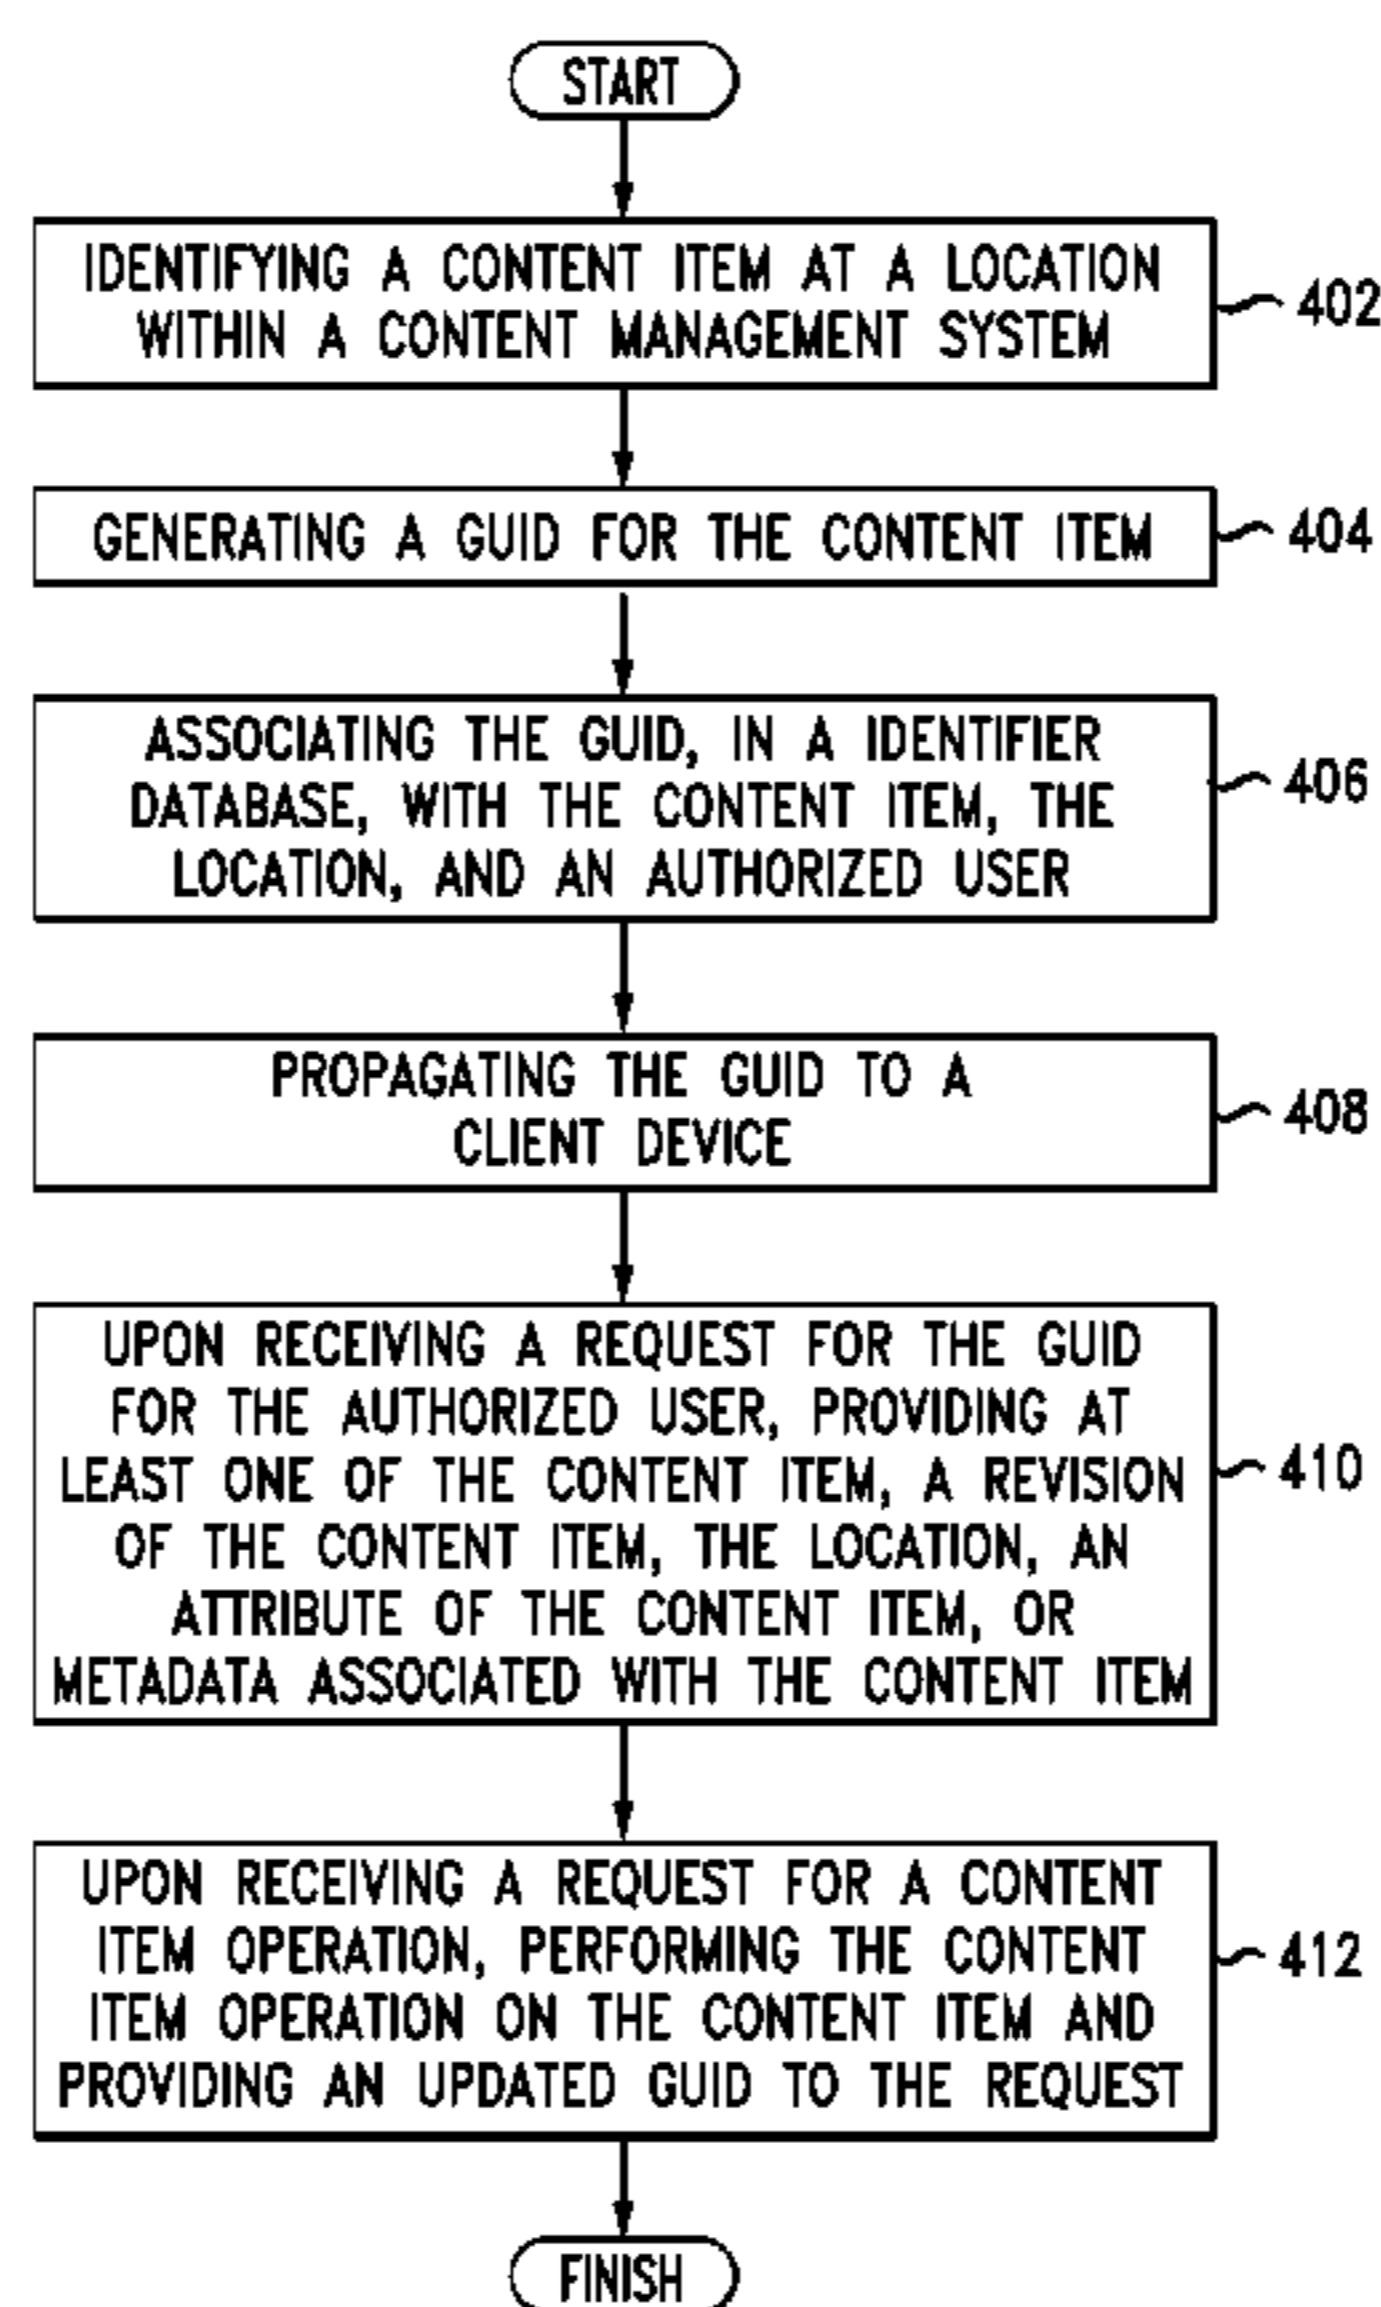 START
IDENTIFYING A CONTENT ITEM AT A LOCATION
WITHIN A CONTENT MANAGEMENT SYSTEM
402
GENERATING A GUID FOR THE CONTENT ITEM
404
ASSOCIATING THE GUID, IN A IDENTIFIER
DATABASE, WITH THE CONTENT ITEM, THE
LOCATION, AND AN AUTHORIZED USER
406
PROPAGATING THE GUID TO A
CLIENT DEVICE
408
UPON RECEIVING A REQUEST FOR THE GUID
FOR THE AUTHORIZED USER, PROVIDING AT
LEAST ONE OF THE CONTENT ITEM, A REVISION
OF THE CONTENT ITEM, THE LOCATION, AN
ATTRIBUTE OF THE CONTENT ITEM, OR
METADATA ASSOCIATED WITH THE CONTENT ITEM
410
UPON RECEIVING A REQUEST FOR A CONTENT
ITEM OPERATION, PERFORMING THE CONTENT
ITEM OPERATION ON THE CONTENT ITEM AND
PROVIDING AN UPDATED GUID TO THE REQUEST
412
FINISH